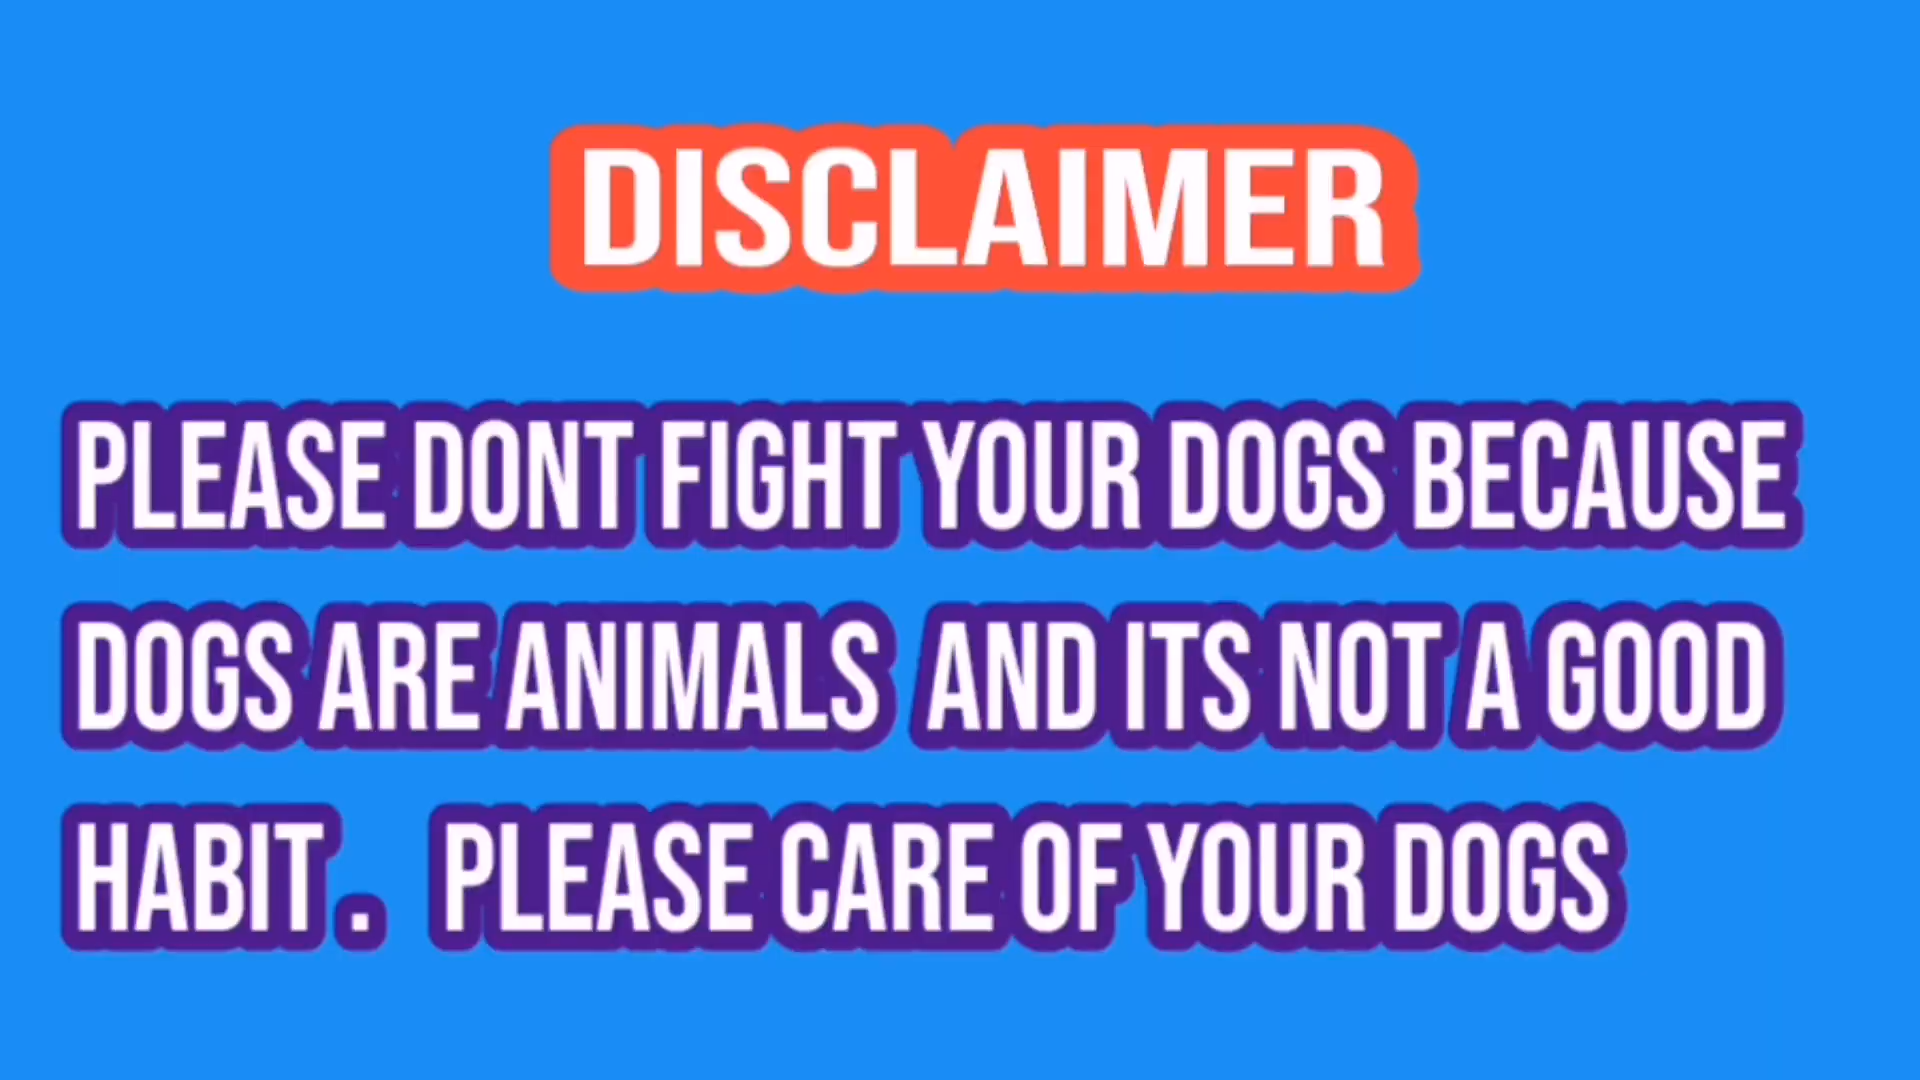 DISCLAIMER
PLEASE DONT FIGHT YOUR DOGS BECAUSE
DOGS ARE ANIMALS AND ITS NOT A GOOD
HABIT. PLEASE CARE OF YOUR DOGS